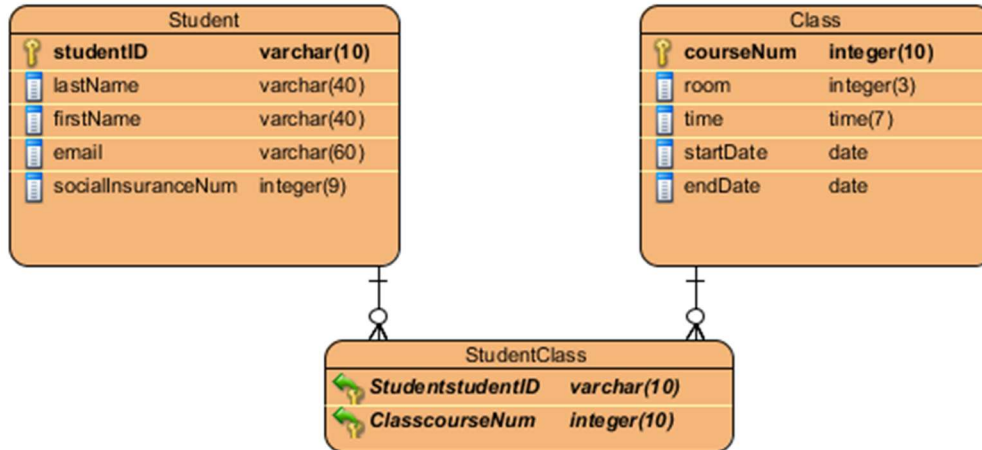 Student
studentID varchar(10)
lastName varchar(40)
firstName varchar(40)
email varchar(60)
socialInsuranceNum integer(9)
Class
courseNum integer(10)
room integer(3)
time time(7)
startDate date
endDate date
StudentClass
StudentstudentID varchar(10)
ClasscourseNum integer(10)